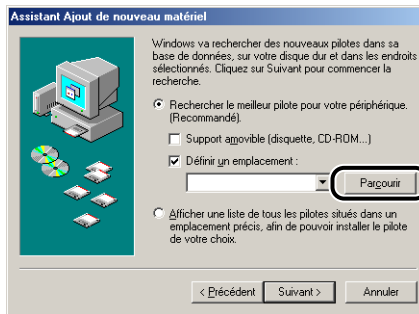 Assistant Ajout de nouveau matériel
Windows va rechercher des nouveaux pilotes dans sa
base de données, sur votre disque dur et dans les endroits
sélectionnés. Cliquez sur Suivant pour commencer la
recherche.
Rechercher le meilleur pilote pour votre périphérique.
(Recommandé).
Support amovible (disquette, CD-ROM...)
Définir un emplacement :
Parcourir
Afficher une liste de tous les pilotes situés dans un
emplacement précis, afin de pouvoir installer le pilote
de votre choix.
< Précédent
Suivant >
Annuler